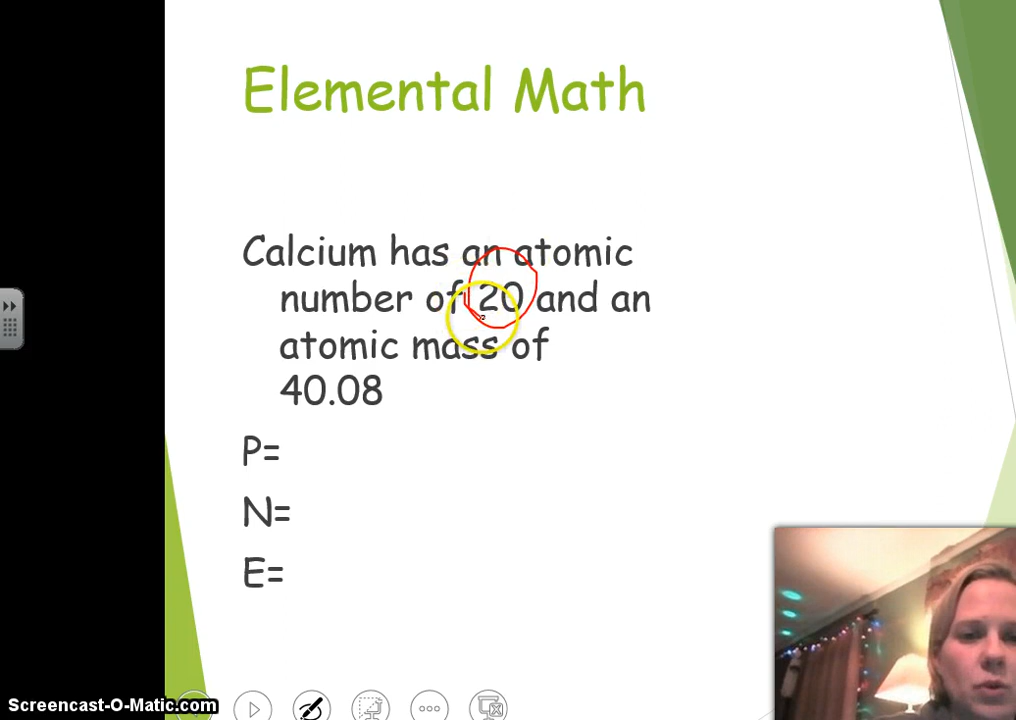 Elemental Math
Calcium has an atomic
number of 20 and an
atomic mass of
40.08
P=
N=
E=
Screencast-O-Matic.com